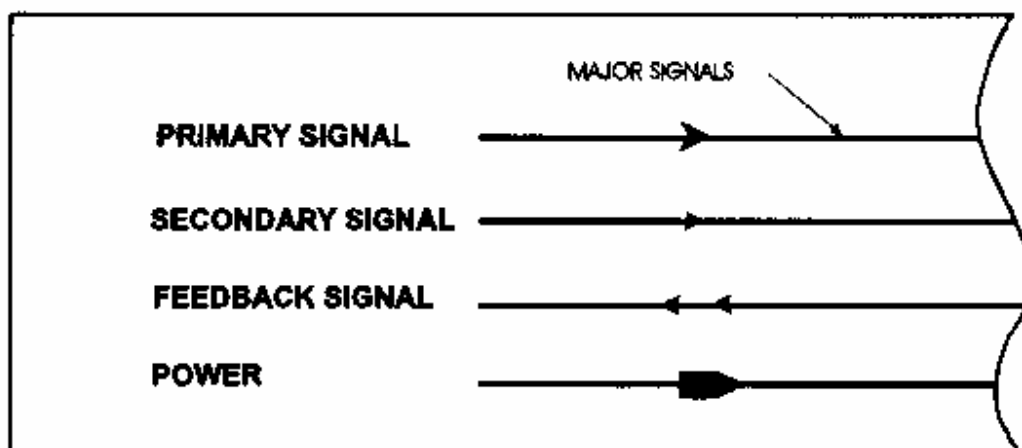 MAJOR SIGNALS
PRIMARY SIGNAL
SECONDARY SIGNAL
FEEDBACK SIGNAL
POWER